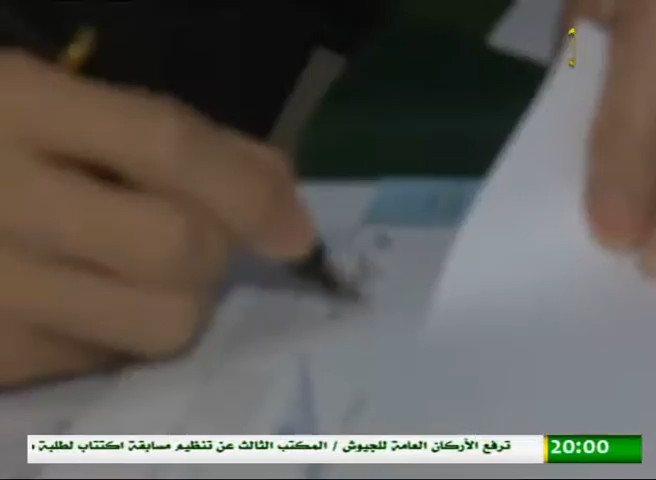 ترفع الأركان العامة للجيوش / المكتب الثالث عن تنظيم مسابقة اكتتاب لطلبة
20:00